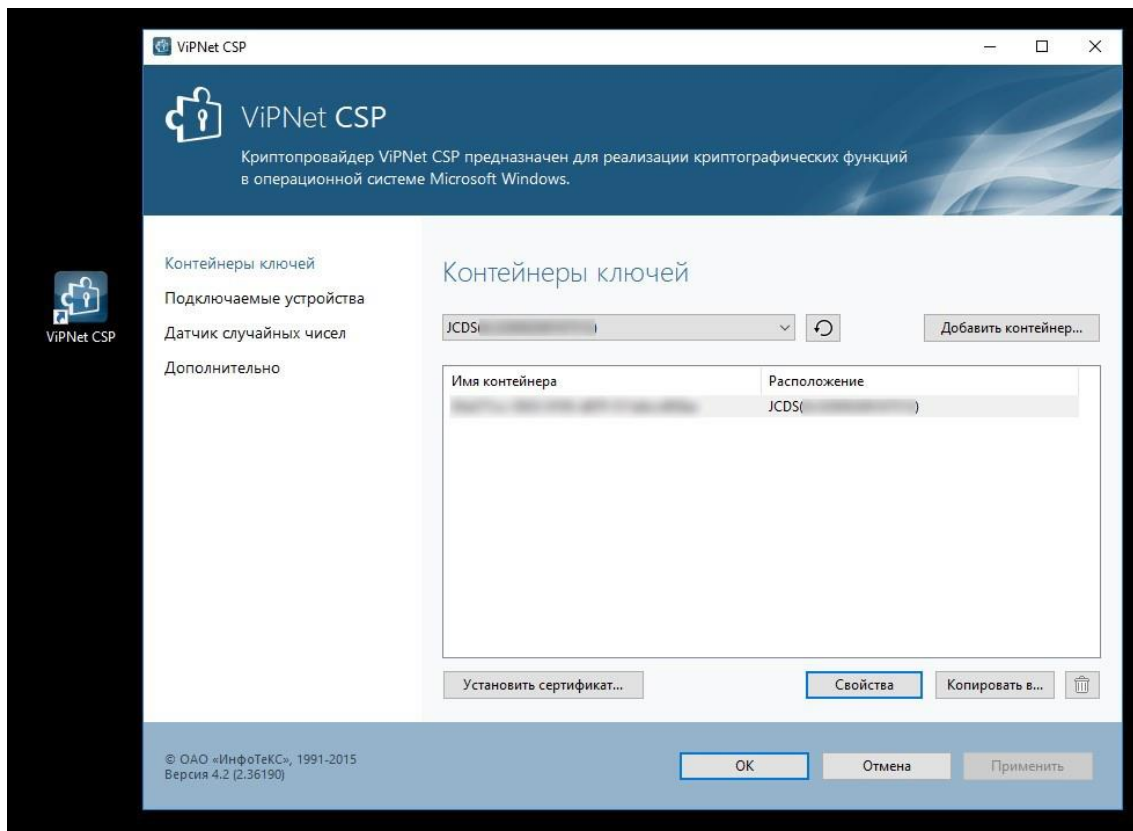 ViPNet CSP
ViPNet CSP
Криптопровайдер ViPNet CSP предназначен для реализации криптографических функций
в операционной системе Microsoft Windows.
ViPNet CSP
Контейнеры ключей
Подключаемые устройства
Датчик случайных чисел
Дополнительно
Контейнеры ключей
JCDS( )
Добавить контейнер...
Имя контейнера Расположение
JCDS( )
Установить сертификат... Свойства Копировать в...
© ОАО «ИнфоТеКС», 1991-2015
Версия 4.2 (2.36190)
OK Отмена Применить